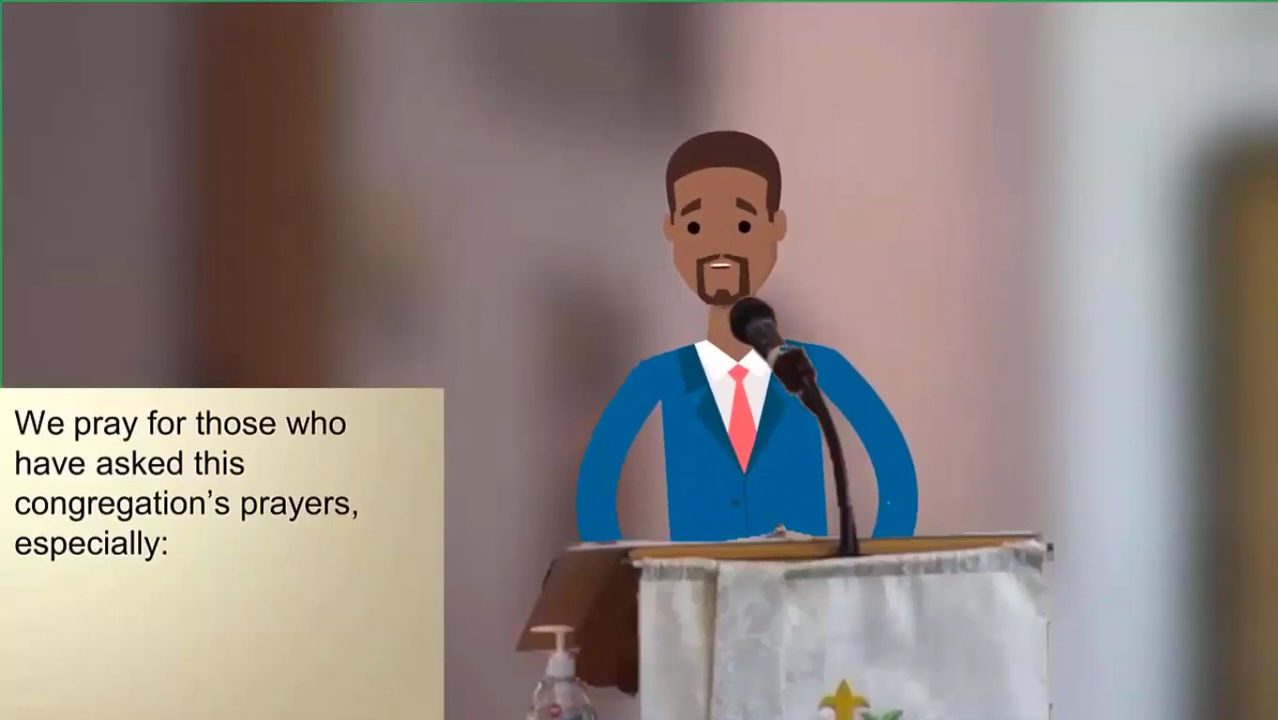 We pray for those who
have asked this
congregation’s prayers,
especially: